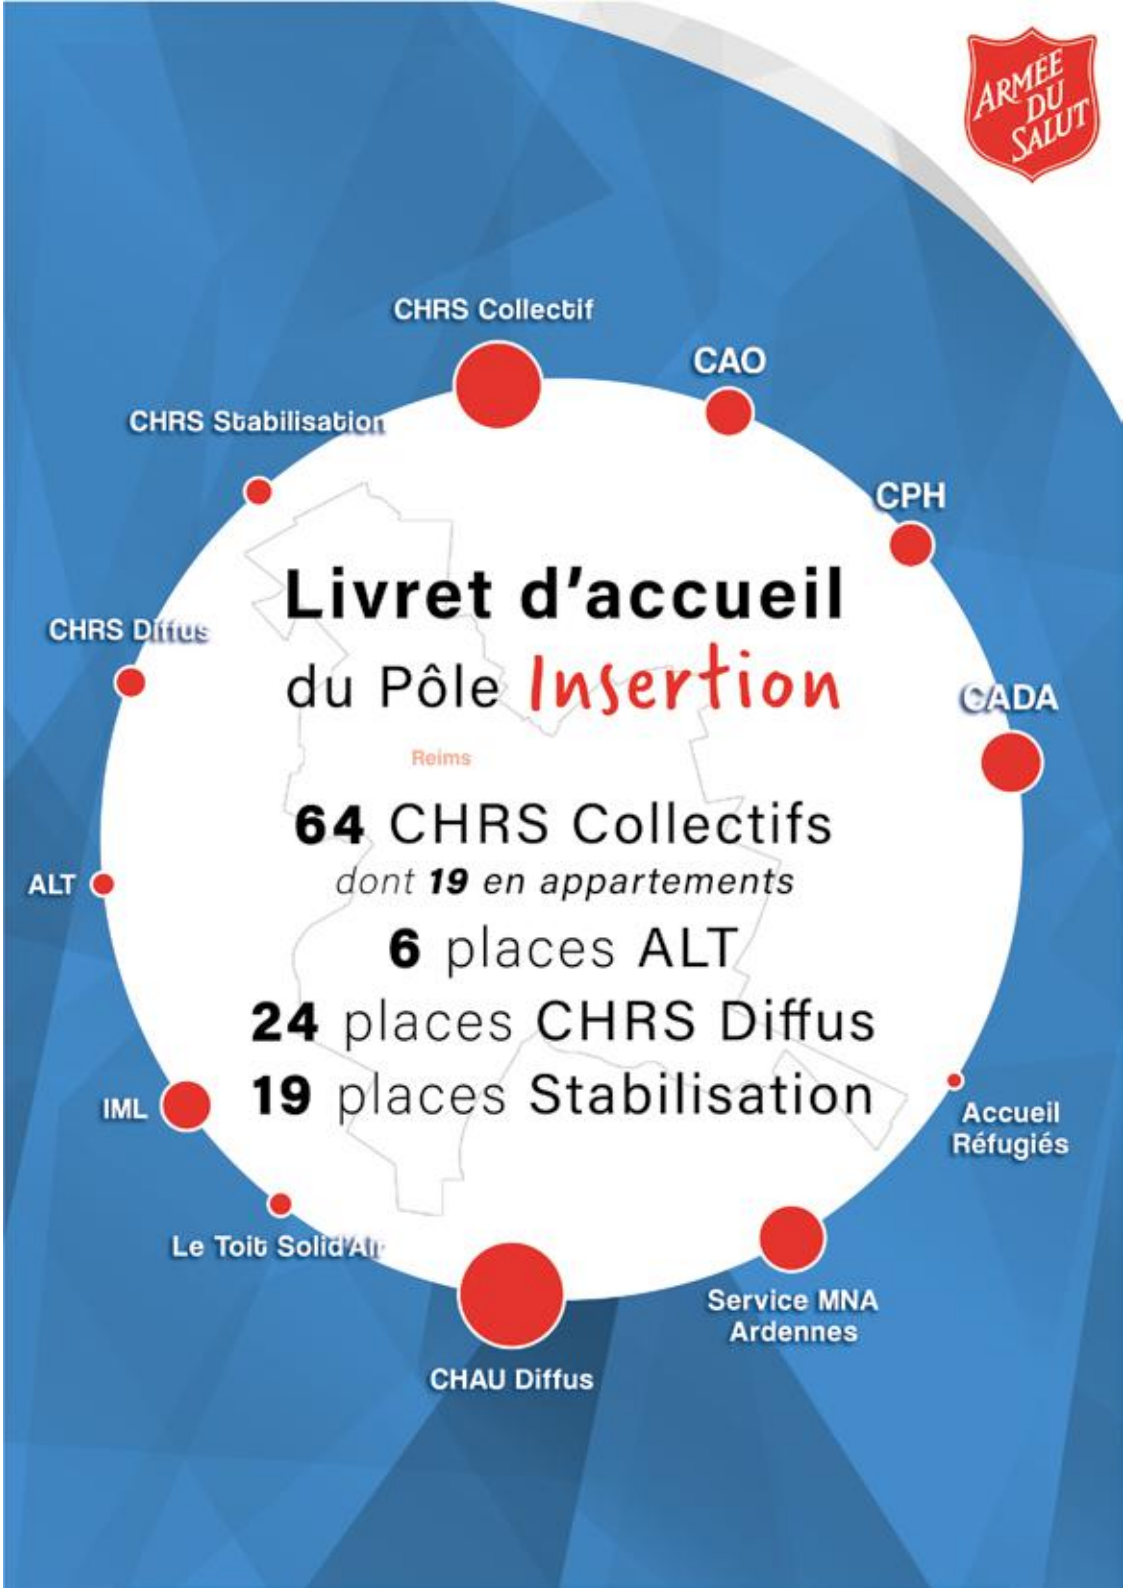 ARMÉE
DU
SALUT
CHRS Collectif
CAO
CHRS Stabilisation
CPH
Livret d'accueil
CHRS Diffus
du Pôle Insertion
CADA
Reims
64 CHRS Collectifs
dont 19 en appartements
ALT
6 places ALT
24 places CHRS Diffus
19 places Stabilisation
IML
Accueil
Réfugiés
Le Toit Solid'Air
Service MNA
Ardennes
CHAU Diffus